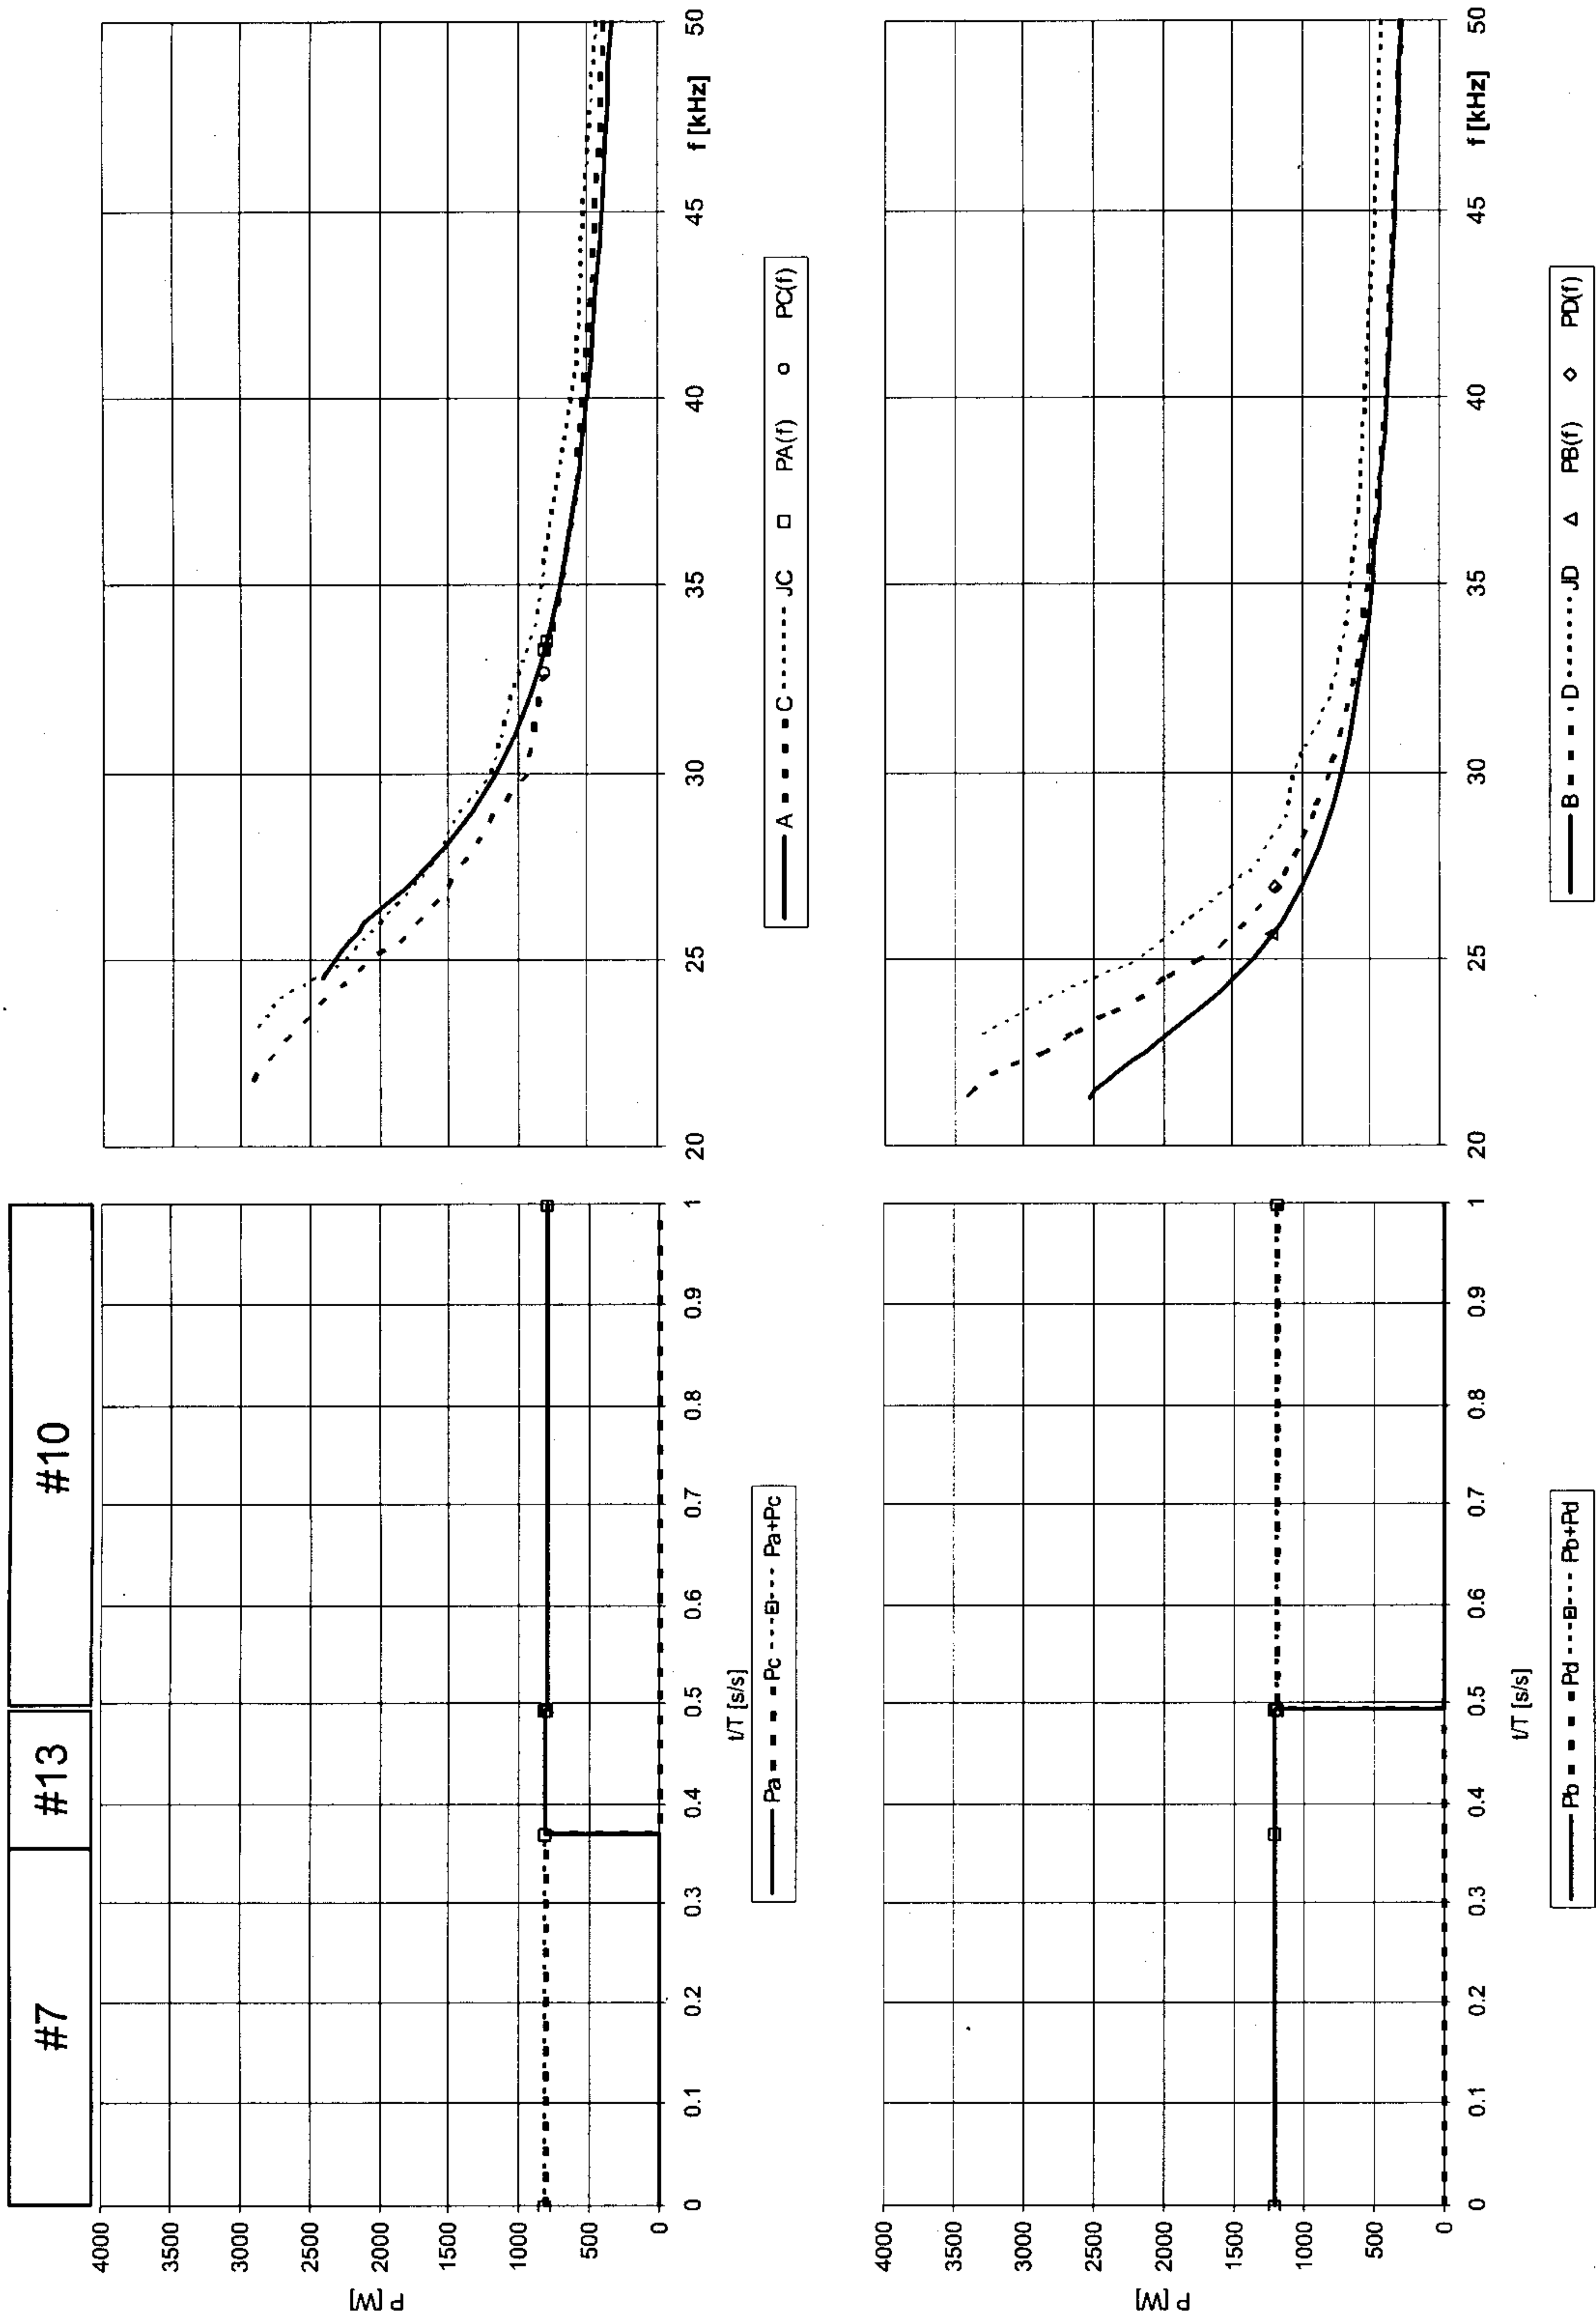 #7 #13 #10
P [W]
4000
3500
3000
2500
2000
1500
1000
500
0
0 0.1 0.2 0.3 0.4 0.5 0.6 0.7 0.8 0.9 1
t/T [s/s]
Pa Pc Pa+Pc
20 25 30 35 40 45 50
f [kHz]
A C JC PA(f) PC(f)
P [W]
4000
3500
3000
2500
2000
1500
1000
500
0
0 0.1 0.2 0.3 0.4 0.5 0.6 0.7 0.8 0.9 1
t/T [s/s]
Pb Pd Pb+Pd
20 25 30 35 40 45 50
f [kHz]
B D JD PB(f) PD(f)